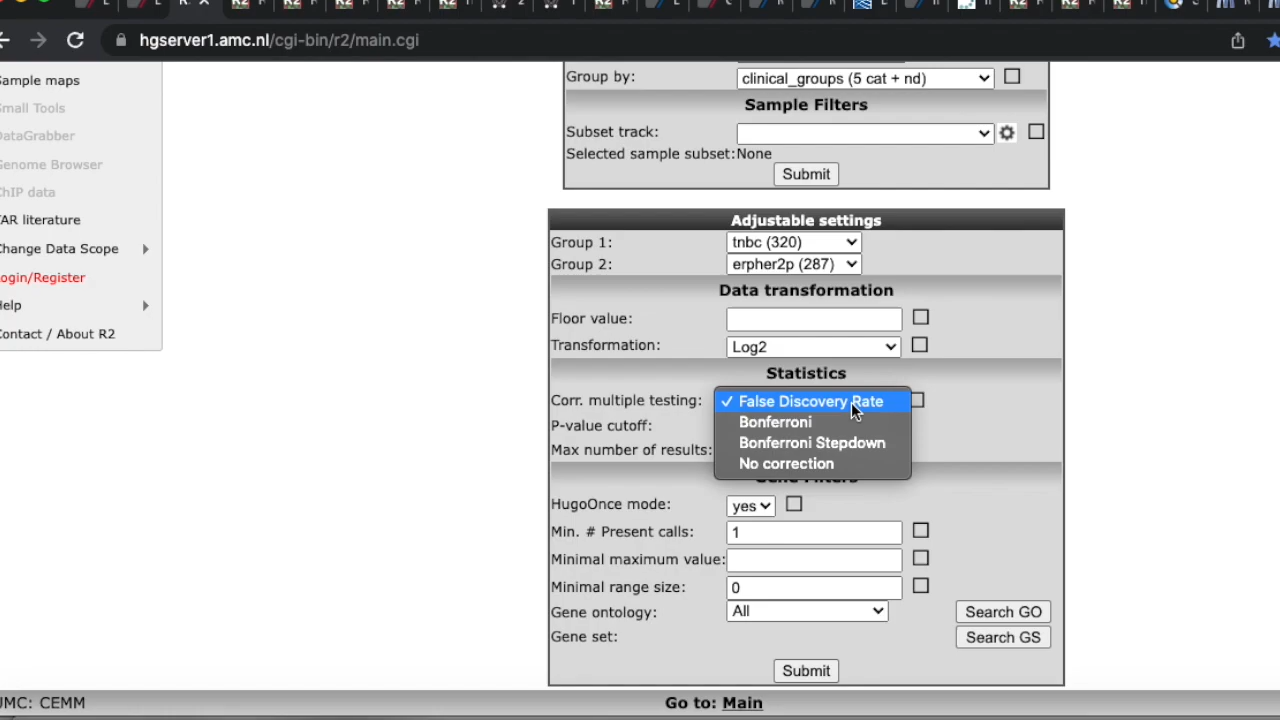 hgserver1.amc.nl/cgi-bin/r2/main.cgi
Sample maps
Small Tools
DataGrabber
Genome Browser
ChIP data
TAR literature
Change Data Scope
Login/Register
Help
Contact / About R2
Group by: clinical_groups (5 cat + nd)
Sample Filters
Subset track:
Selected sample subset:None
Submit
Adjustable settings
Group 1: tnbc (320)
Group 2: erpher2p (287)
Data transformation
Floor value:
Transformation: Log2
Statistics
Corr. multiple testing: ✓ False Discovery Rate
Bonferroni
Bonferroni Stepdown
No correction
P-value cutoff:
Max number of results:
Gene Filters
HugoOnce mode: yes
Min. # Present calls: 1
Minimal maximum value:
Minimal range size: 0
Gene ontology: All Search GO
Gene set: Search GS
Submit
UMC: CEMM
Go to: Main